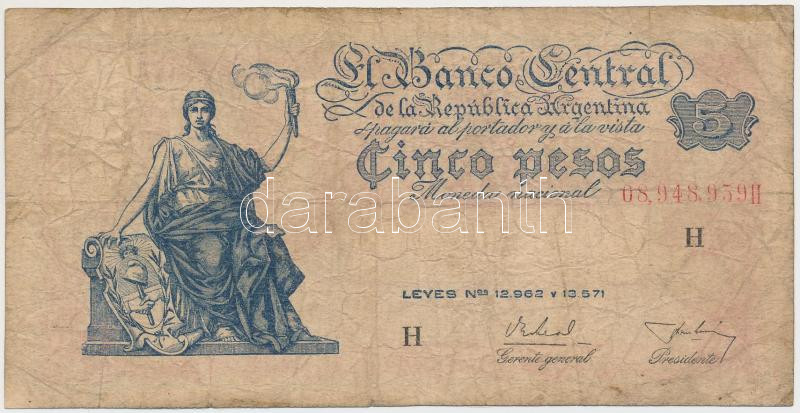 El Banco Central
de la República Argentina
pagará al portador y á la vista
5
Cinco pesos
Moneda nacional
08,948,959H
darabanth
H
LEYES Nos 12.962 y 13.571
H
Gerente general
Presidente